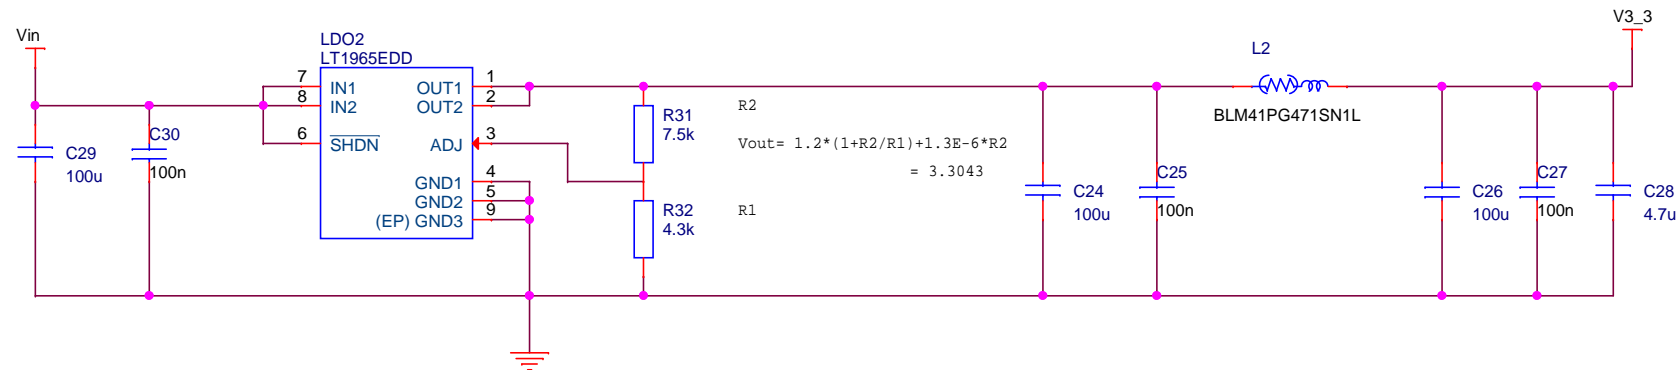 Vin
V3_3
LDO2
LT1965EDD
L2
7
IN1
OUT1
1
8
IN2
OUT2
2
R2
R31
7.5k
BLM41PG471SN1L
C30
100n
6
SHDN
ADJ
3
Vout= 1.2*(1+R2/R1)+1.3E-6*R2
= 3.3043
C29
100u
GND1
4
GND2
5
(EP) GND3
9
R32
4.3k
R1
C24
100u
C25
100n
C26
100u
C27
100n
C28
4.7u